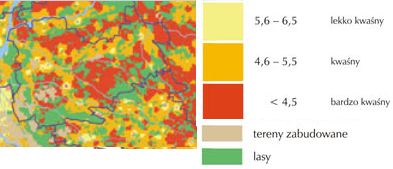 5,6 – 6,5 lekko kwaśny
4,6 – 5,5 kwaśny
< 4,5 bardzo kwaśny
tereny zabudowane
lasy